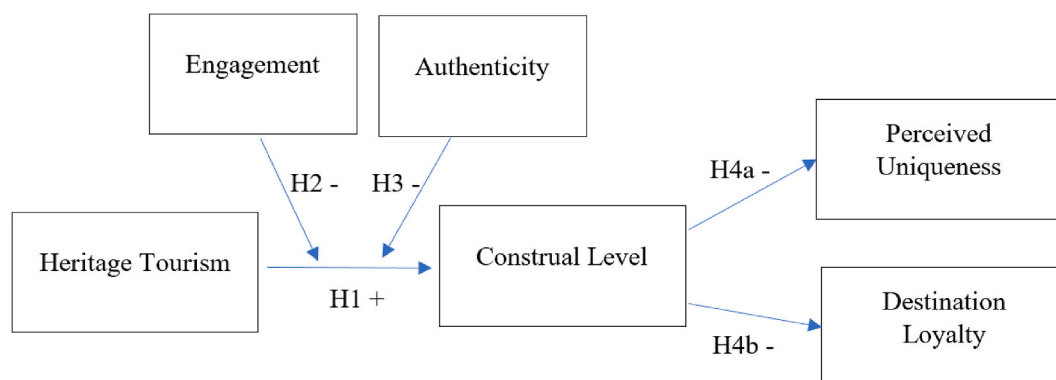 Engagement
Authenticity
Perceived
Uniqueness
H4a -
H2 -
H3 -
Heritage Tourism
Construal Level
H1 +
Destination
Loyalty
H4b -